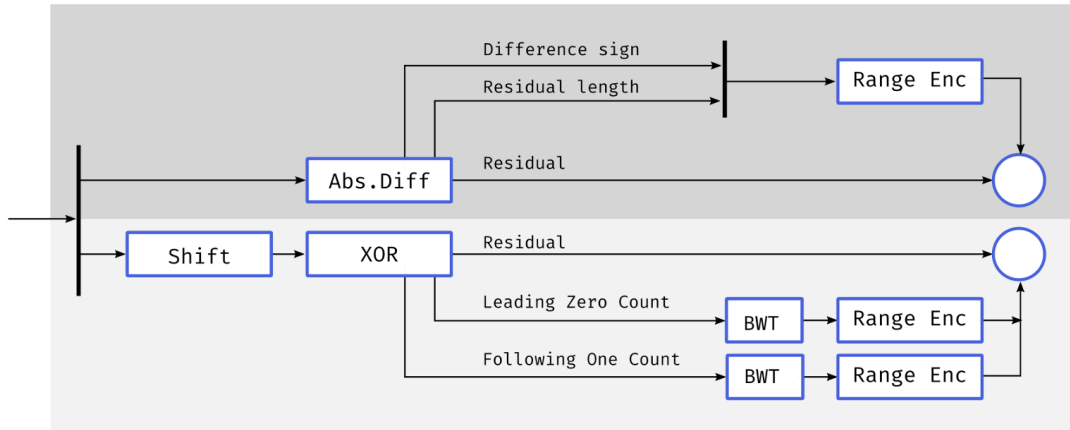 Difference sign
Range Enc
Residual length
Residual
Abs.Diff
Residual
Shift
XOR
Leading Zero Count
BWT
Range Enc
Following One Count
BWT
Range Enc